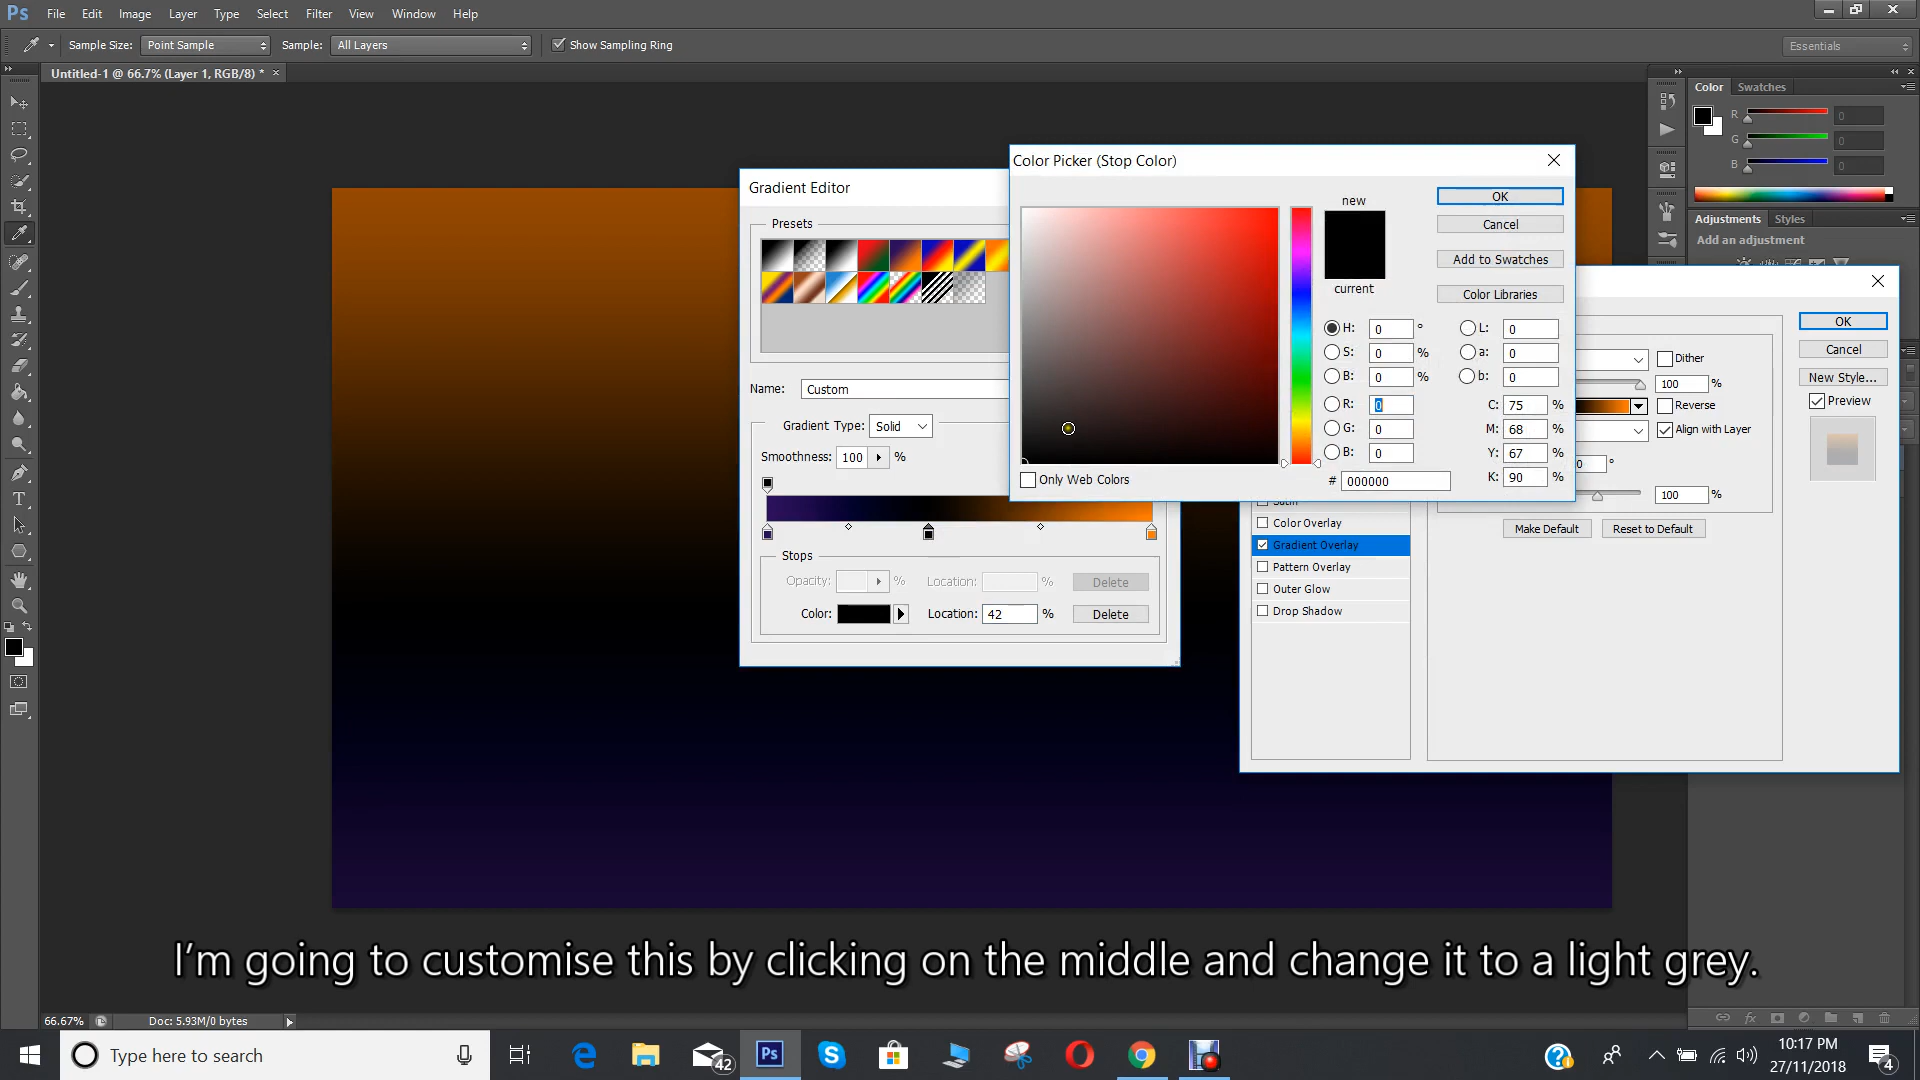 Ps File Edit Image Layer Type Select Filter View Window Help
Sample Size: Point Sample Sample: All Layers Show Sampling Ring Essentials
Untitled-1 @ 66.7% (Layer 1, RGB/8) * ×
Color Swatches
R 0
G 0
B 0
Adjustments Styles
Add an adjustment
Gradient Editor
Presets
Name: Custom
Gradient Type: Solid
Smoothness: 100 %
Stops
Opacity: % Location: % Delete
Color: Location: 42 % Delete
Color Picker (Stop Color)
new
current
OK
Cancel
Add to Swatches
Color Libraries
H: 0 ° L: 0
S: 0 % a: 0
B: 0 % b: 0
R: 0 C: 75 %
G: 0 M: 68 %
B: 0 Y: 67 %
# 000000 K: 90 %
Only Web Colors
OK
Cancel
New Style...
Preview
Dither
100 %
Reverse
Align with Layer
0 °
100 %
Make Default Reset to Default
Color Overlay
Gradient Overlay
Pattern Overlay
Outer Glow
Drop Shadow
I'm going to customise this by clicking on the middle and change it to a light grey.
66.67% Doc: 5.93M/0 bytes
fx
Type here to search
42
Ps
10:17 PM
27/11/2018
4